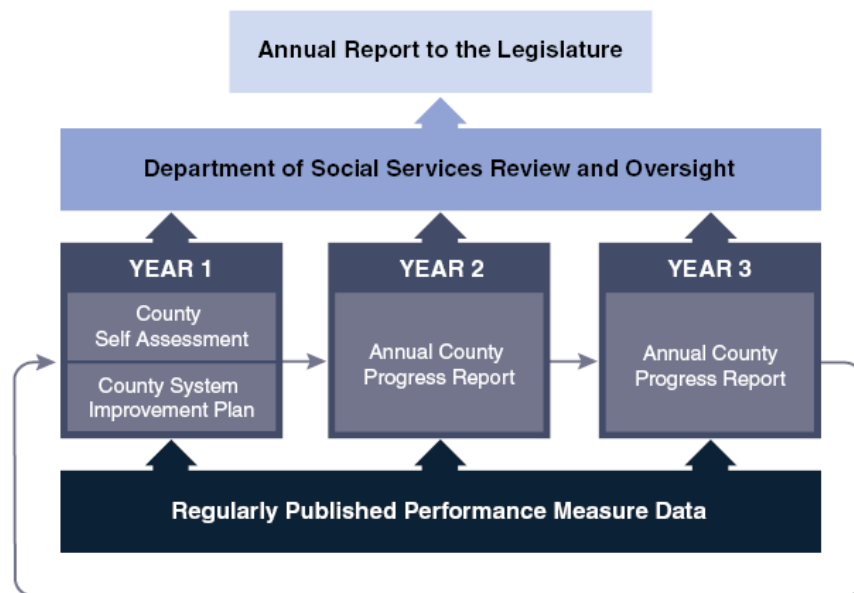 Annual Report to the Legislature
Department of Social Services Review and Oversight
YEAR 1
County
Self Assessment
County System
Improvement Plan
YEAR 2
Annual County
Progress Report
YEAR 3
Annual County
Progress Report
Regularly Published Performance Measure Data